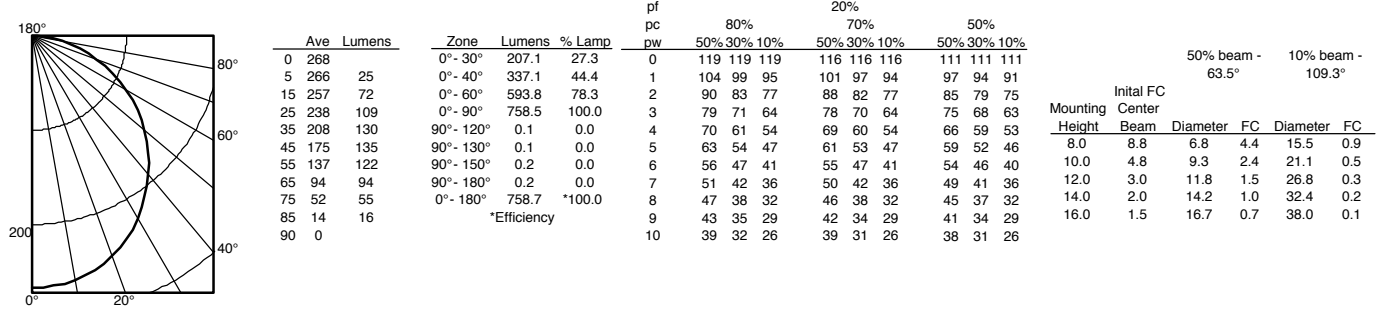 180°
80°
60°
200
40°
0° 20°
Ave Lumens
0 268
5 266 25
15 257 72
25 238 109
35 208 130
45 175 135
55 137 122
65 94 94
75 52 55
85 14 16
90 0
Zone Lumens % Lamp
0°- 30° 207.1 27.3
0°- 40° 337.1 44.4
0°- 60° 593.8 78.3
0°- 90° 758.5 100.0
90°- 120° 0.1 0.0
90°- 130° 0.1 0.0
90°- 150° 0.2 0.0
90°- 180° 0.2 0.0
0°- 180° 758.7 *100.0
*Efficiency
pf 20%
pc 80% 70% 50%
pw 50% 30% 10% 50% 30% 10% 50% 30% 10%
0 119 119 119 116 116 116 111 111 111
1 104 99 95 101 97 94 97 94 91
2 90 83 77 88 82 77 85 79 75
3 79 71 64 78 70 64 75 68 63
4 70 61 54 69 60 54 66 59 53
5 63 54 47 61 53 47 59 52 46
6 56 47 41 55 47 41 54 46 40
7 51 42 36 50 42 36 49 41 36
8 47 38 32 46 38 32 45 37 32
9 43 35 29 42 34 29 41 34 29
10 39 32 26 39 31 26 38 31 26
50% beam - 10% beam -
63.5° 109.3°
Inital FC
Mounting Center
Height Beam Diameter FC Diameter FC
8.0 8.8 6.8 4.4 15.5 0.9
10.0 4.8 9.3 2.4 21.1 0.5
12.0 3.0 11.8 1.5 26.8 0.3
14.0 2.0 14.2 1.0 32.4 0.2
16.0 1.5 16.7 0.7 38.0 0.1